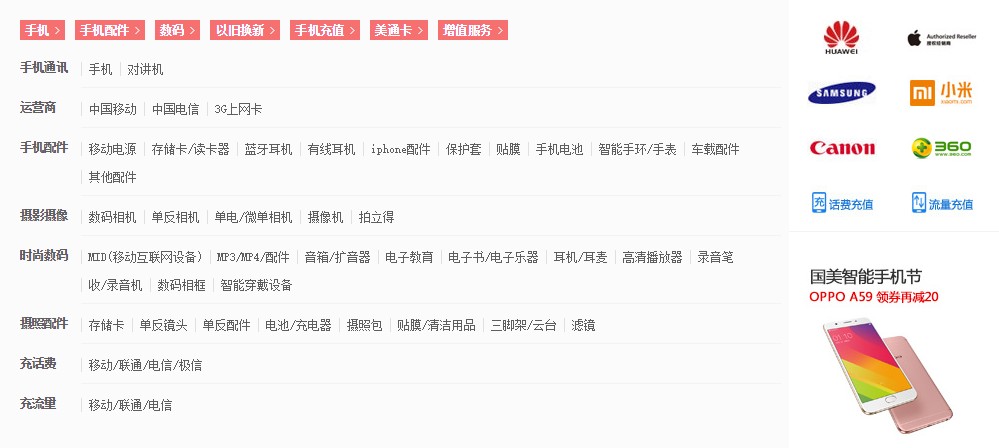 手机 > 手机配件 > 数码 > 以旧换新 > 手机充值 > 美通卡 > 增值服务 >
手机通讯 手机 对讲机
运营商 中国移动 中国电信 3G上网卡
手机配件 移动电源 存储卡/读卡器 蓝牙耳机 有线耳机 iphone配件 保护套 贴膜 手机电池 智能手环/手表 车载配件
其他配件
摄影摄像 数码相机 单反相机 单电/微单相机 摄像机 拍立得
时尚数码 MID(移动互联网设备) MP3/MP4/配件 音箱/扩音器 电子教育 电子书/电子乐器 耳机/耳麦 高清播放器 录音笔
收/录音机 数码相框 智能穿戴设备
摄照配件 存储卡 单反镜头 单反配件 电池/充电器 摄照包 贴膜/清洁用品 三脚架/云台 滤镜
充话费 移动/联通/电信/极信
充流量 移动/联通/电信
HUAWEI
Authorized Reseller
授权经销商
SAMSUNG
mi 小米
xiaomi.com
Canon
360
www.360.com
话费充值 流量充值
国美智能手机节
OPPO A59 领券再减20
01:10